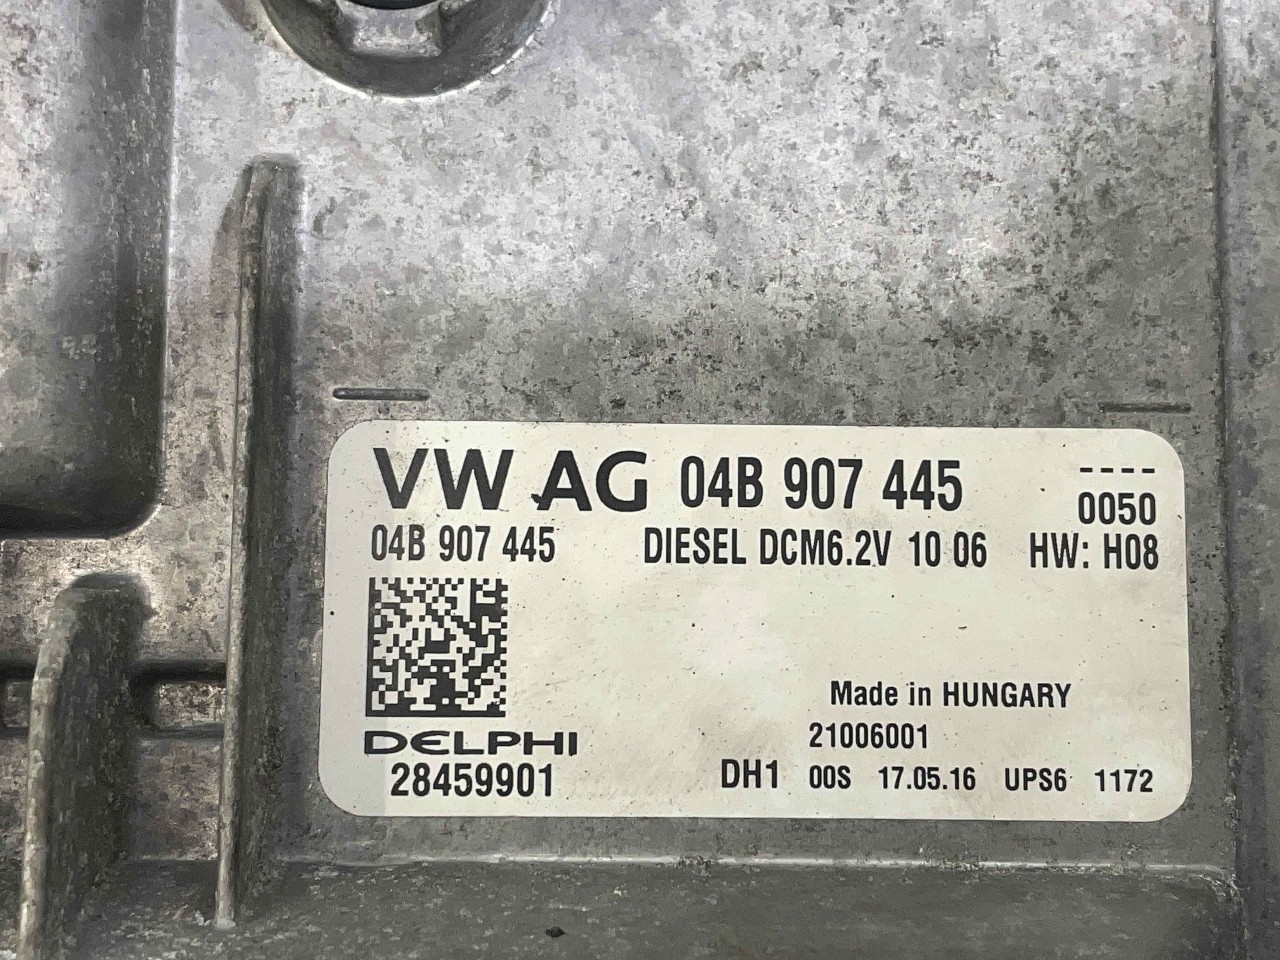 VW AG 04B 907 445 ----
0050
04B 907 445 DIESEL DCM6.2V 10 06 HW: H08
Made in HUNGARY
DELPHI 21006001
28459901 DH1 00S 17.05.16 UPS6 1172